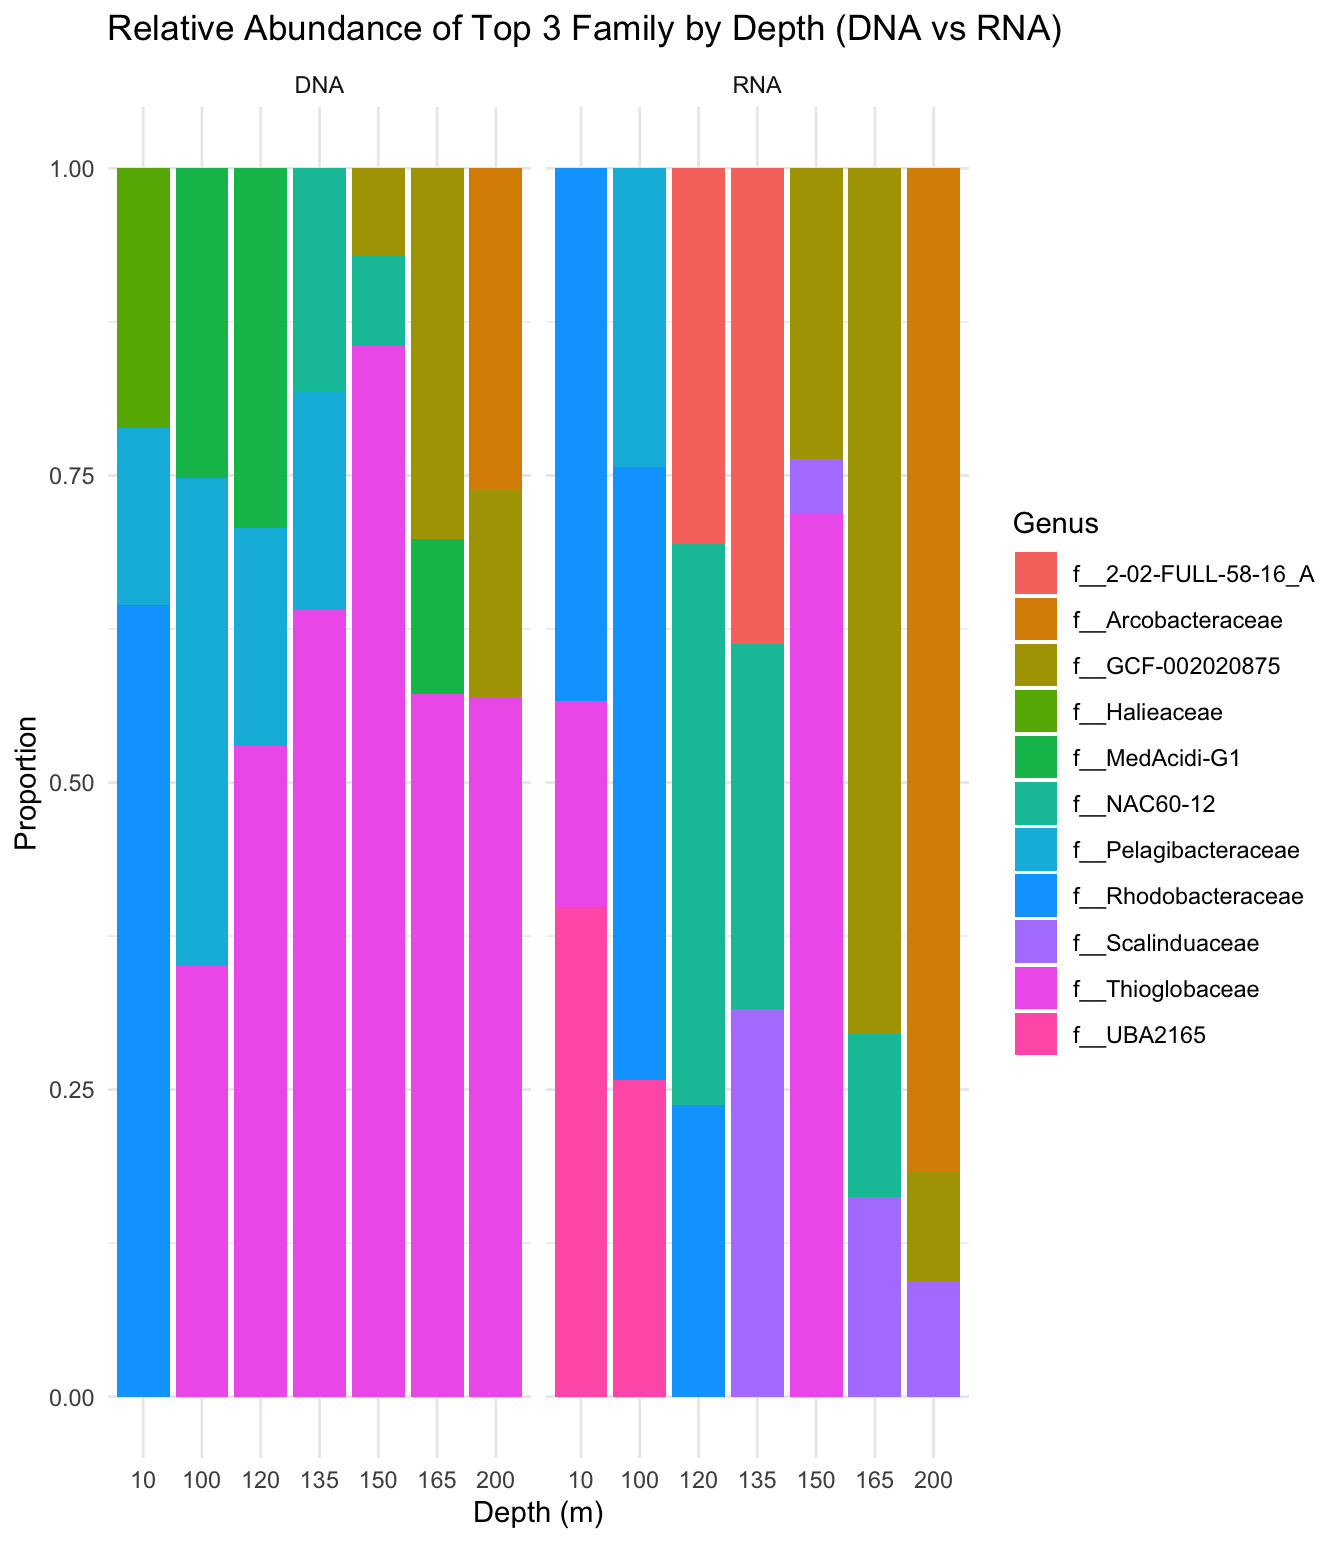 Relative Abundance of Top 3 Family by Depth (DNA vs RNA)
DNA
RNA
1.00
0.75
0.50
0.25
0.00
Proportion
10 100 120 135 150 165 200
10 100 120 135 150 165 200
Depth (m)
Genus
f__2-02-FULL-58-16_A
f__Arcobacteraceae
f__GCF-002020875
f__Halieaceae
f__MedAcidi-G1
f__NAC60-12
f__Pelagibacteraceae
f__Rhodobacteraceae
f__Scalinduaceae
f__Thioglobaceae
f__UBA2165